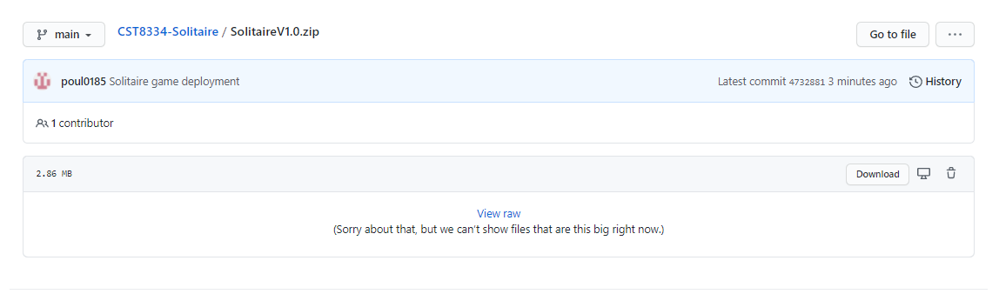 main CST8334-Solitaire / SolitaireV1.0.zip Go to file ...
poul0185 Solitaire game deployment Latest commit 4732881 3 minutes ago History
1 contributor
2.86 MB Download
View raw
(Sorry about that, but we can't show files that are this big right now.)